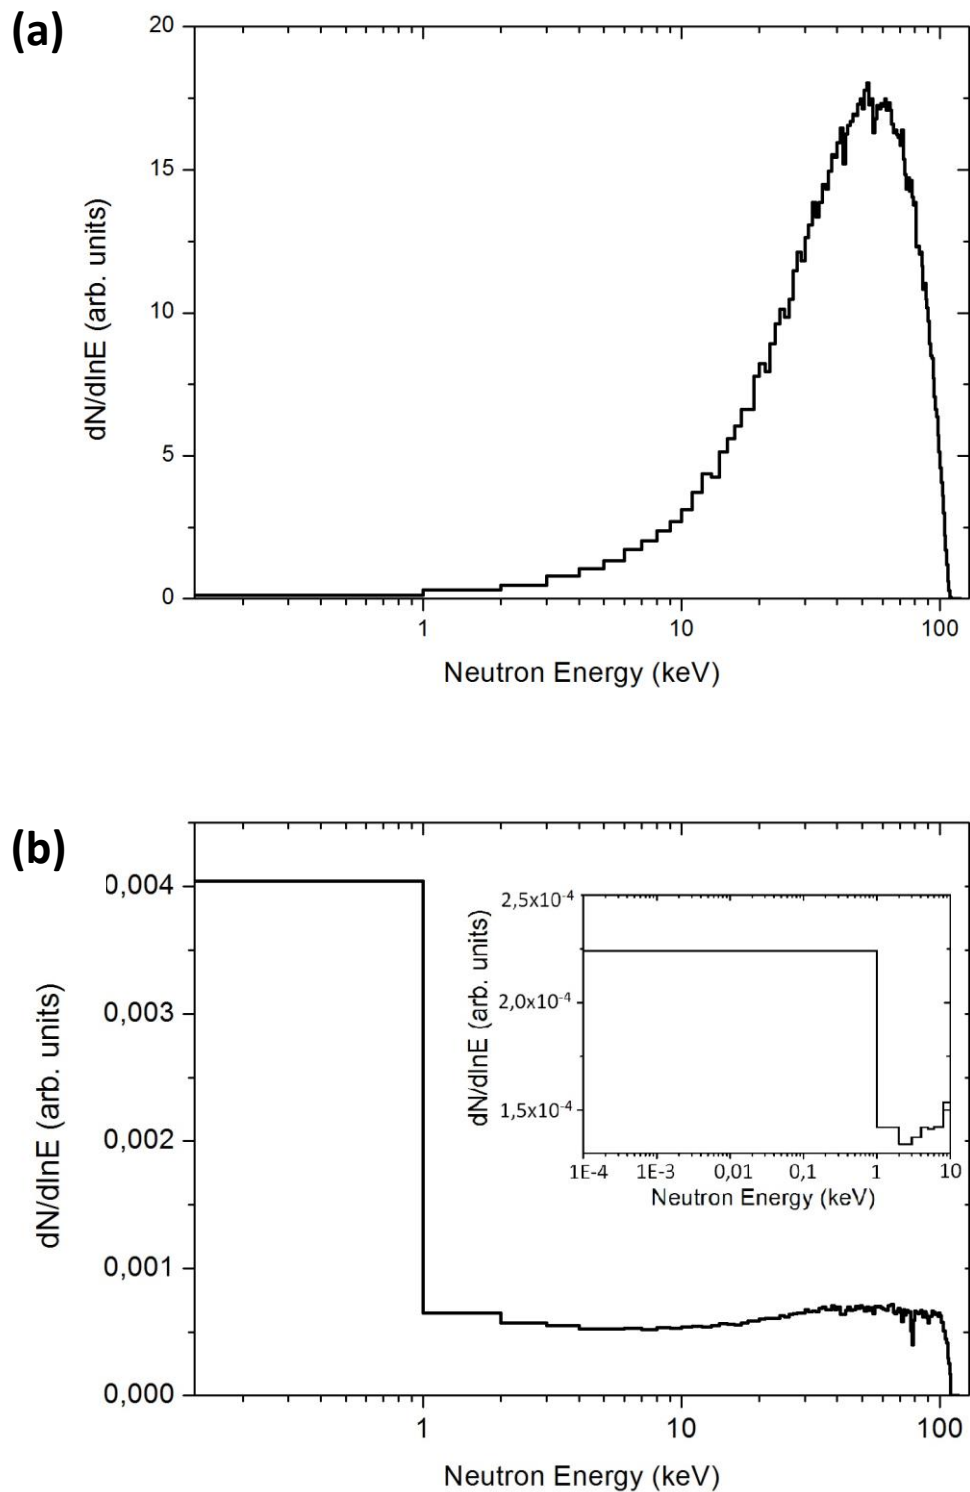 (a)
20
15
10
5
0
dN/dlnE (arb. units)
1
10
100
Neutron Energy (keV)
(b)
0,004
0,003
0,002
0,001
0,000
dN/dlnE (arb. units)
2,5x10⁻⁴
2,0x10⁻⁴
1,5x10⁻⁴
dN/dlnE (arb. units)
1E-4 1E-3 0,01 0,1 1 10
Neutron Energy (keV)
1
10
100
Neutron Energy (keV)